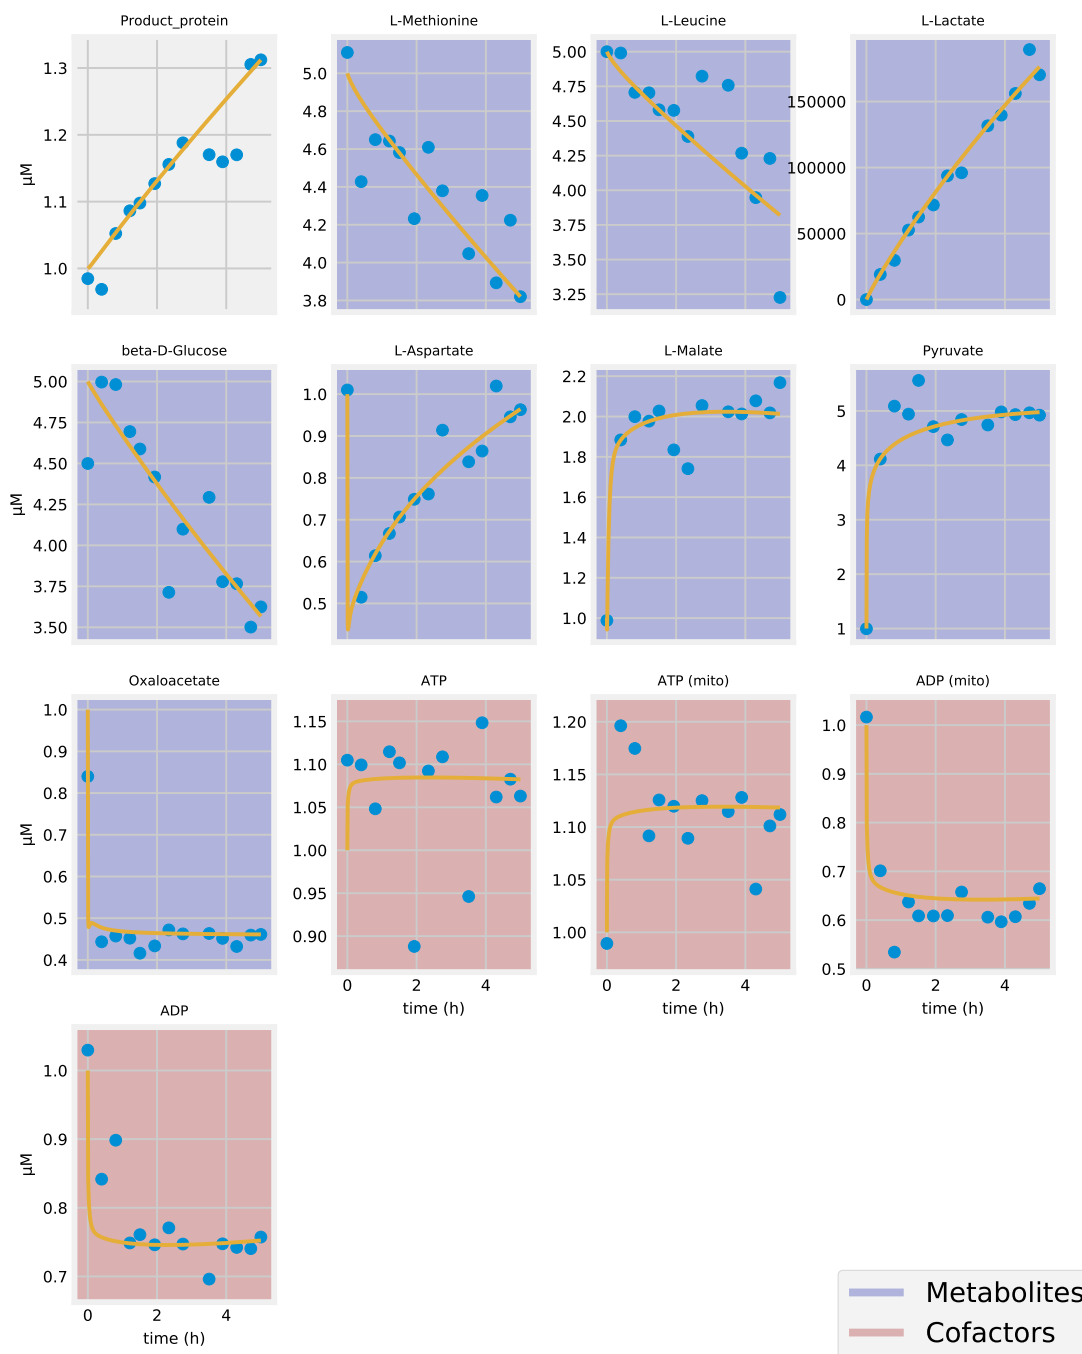 Product_protein
L-Methionine
L-Leucine
L-Lactate
μM
1.3
1.2
1.1
1.0
5.0
4.8
4.6
4.4
4.2
4.0
3.8
5.00
4.75
4.50
4.25
4.00
3.75
3.50
3.25
150000
100000
50000
0
beta-D-Glucose
L-Aspartate
L-Malate
Pyruvate
μM
5.00
4.75
4.50
4.25
4.00
3.75
3.50
1.0
0.9
0.8
0.7
0.6
0.5
2.2
2.0
1.8
1.6
1.4
1.2
1.0
5
4
3
2
1
Oxaloacetate
ATP
ATP (mito)
ADP (mito)
μM
1.0
0.9
0.8
0.7
0.6
0.5
0.4
1.15
1.10
1.05
1.00
0.95
0.90
1.20
1.15
1.10
1.05
1.00
1.0
0.9
0.8
0.7
0.6
0.5
0 2 4
0 2 4
0 2 4
time (h)
time (h)
time (h)
ADP
μM
1.0
0.9
0.8
0.7
0 2 4
time (h)
Metabolites
Cofactors